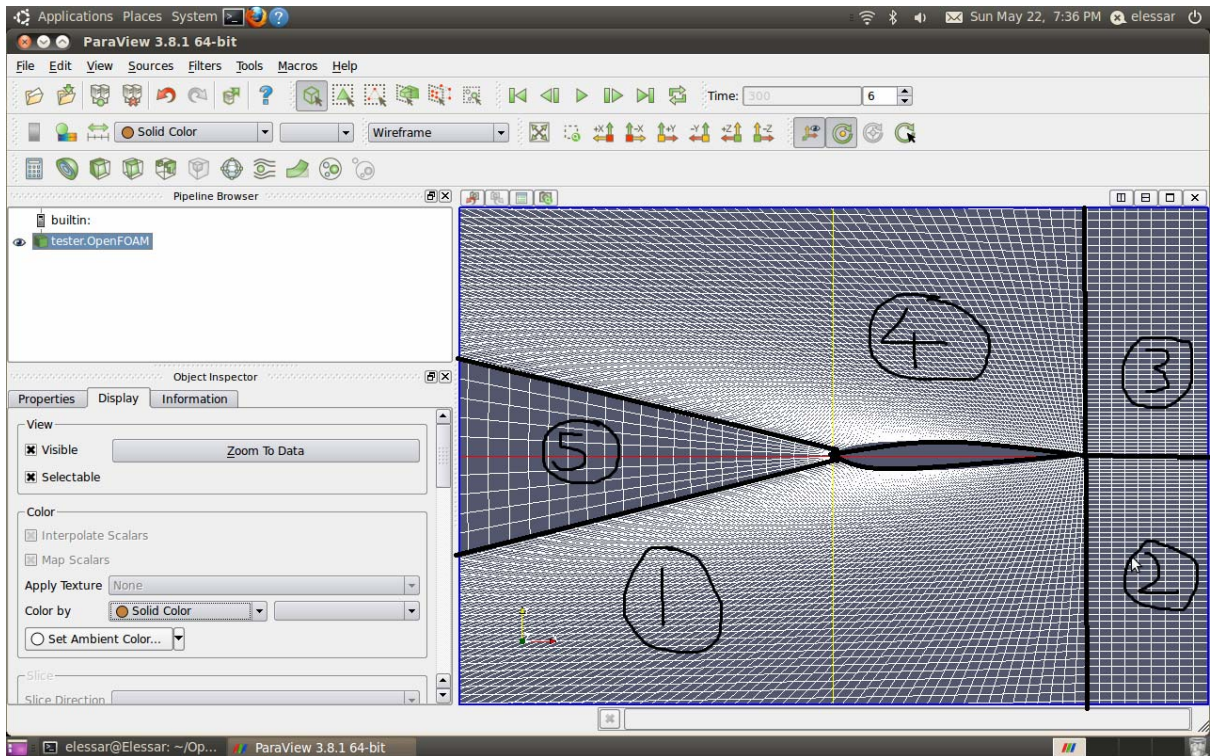 Applications Places System Sun May 22, 7:36 PM elessar
ParaView 3.8.1 64-bit
File Edit View Sources Filters Tools Macros Help
Time: 300 6
Solid Color Wireframe
+X -X +Y -Y +Z -Z
Pipeline Browser
builtin:
tester.OpenFOAM
Object Inspector
Properties Display Information
View
Visible Zoom To Data
Selectable
Color
Interpolate Scalars
Map Scalars
Apply Texture None
Color by Solid Color
Set Ambient Color...
Slice
Slice Direction
4
3
5
1
2
elessar@Elessar: ~/Op... ParaView 3.8.1 64-bit